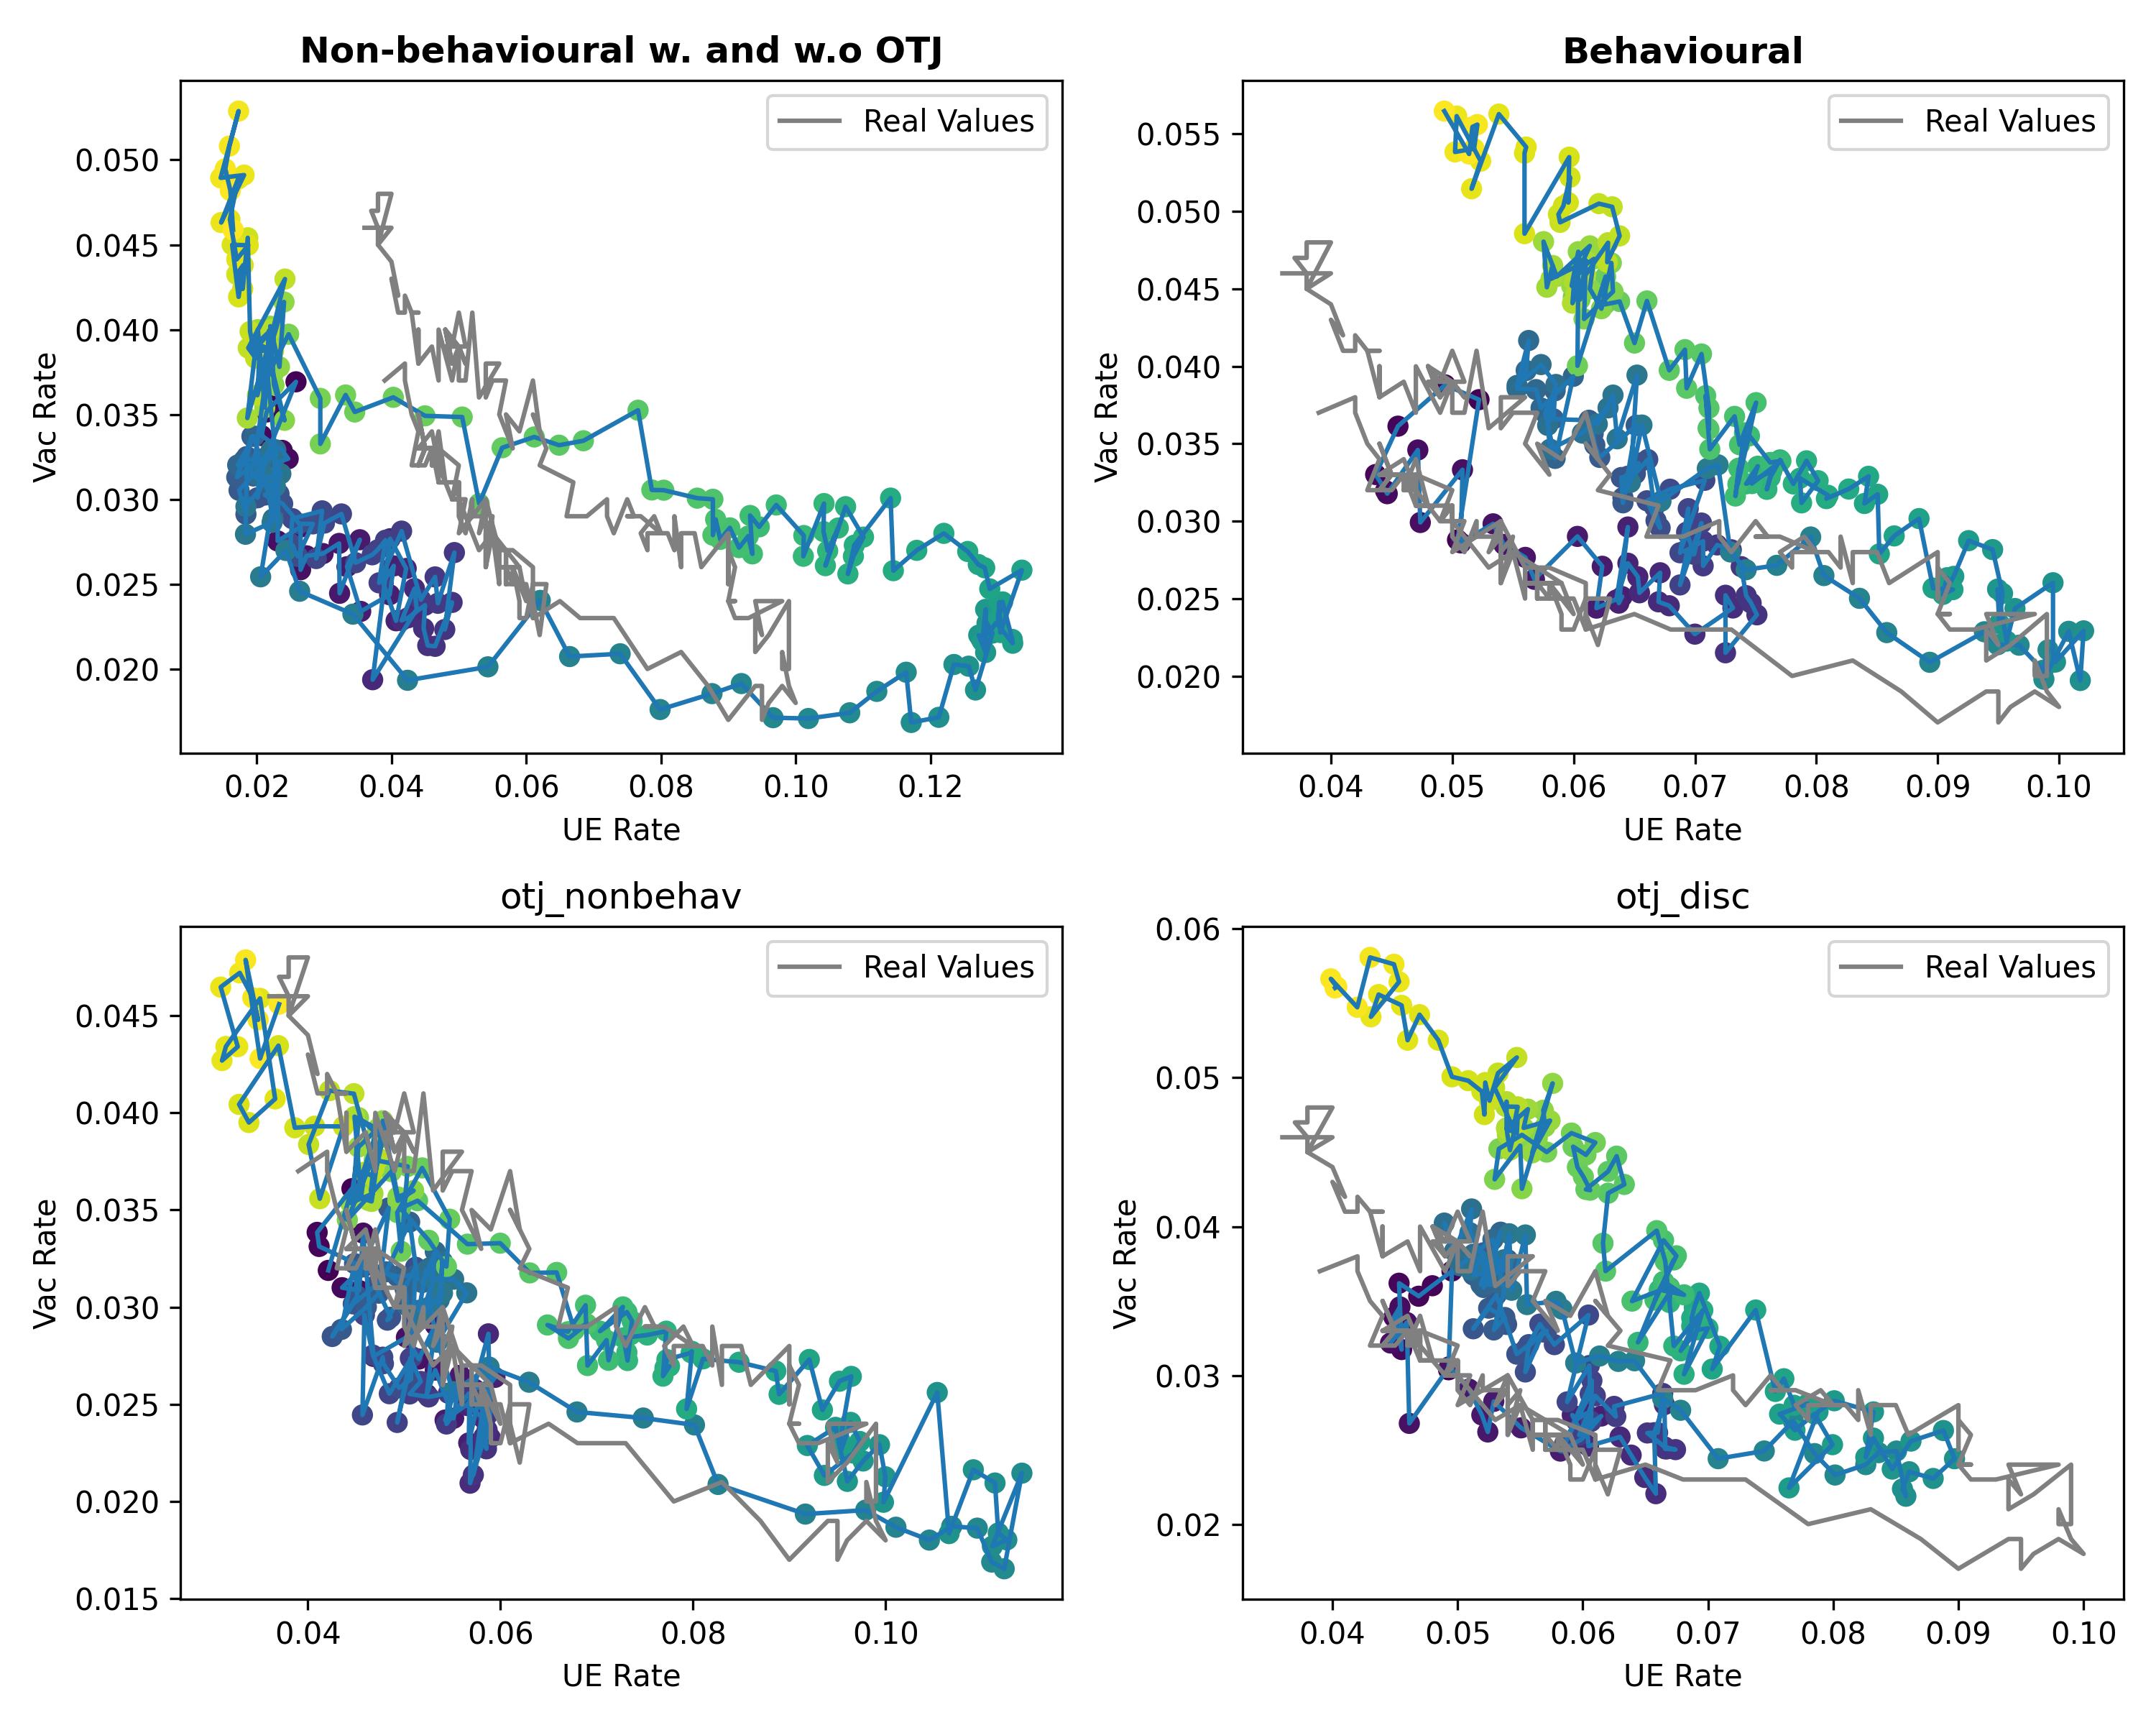 Non-behavioural w. and w.o OTJ
Real Values
0.050
0.045
0.040
0.035
0.030
0.025
0.020
Vac Rate
0.02 0.04 0.06 0.08 0.10 0.12
UE Rate
Behavioural
Real Values
0.055
0.050
0.045
0.040
0.035
0.030
0.025
0.020
Vac Rate
0.04 0.05 0.06 0.07 0.08 0.09 0.10
UE Rate
otj_nonbehav
Real Values
0.045
0.040
0.035
0.030
0.025
0.020
0.015
Vac Rate
0.04 0.06 0.08 0.10
UE Rate
otj_disc
Real Values
0.06
0.05
0.04
0.03
0.02
Vac Rate
0.04 0.05 0.06 0.07 0.08 0.09 0.10
UE Rate